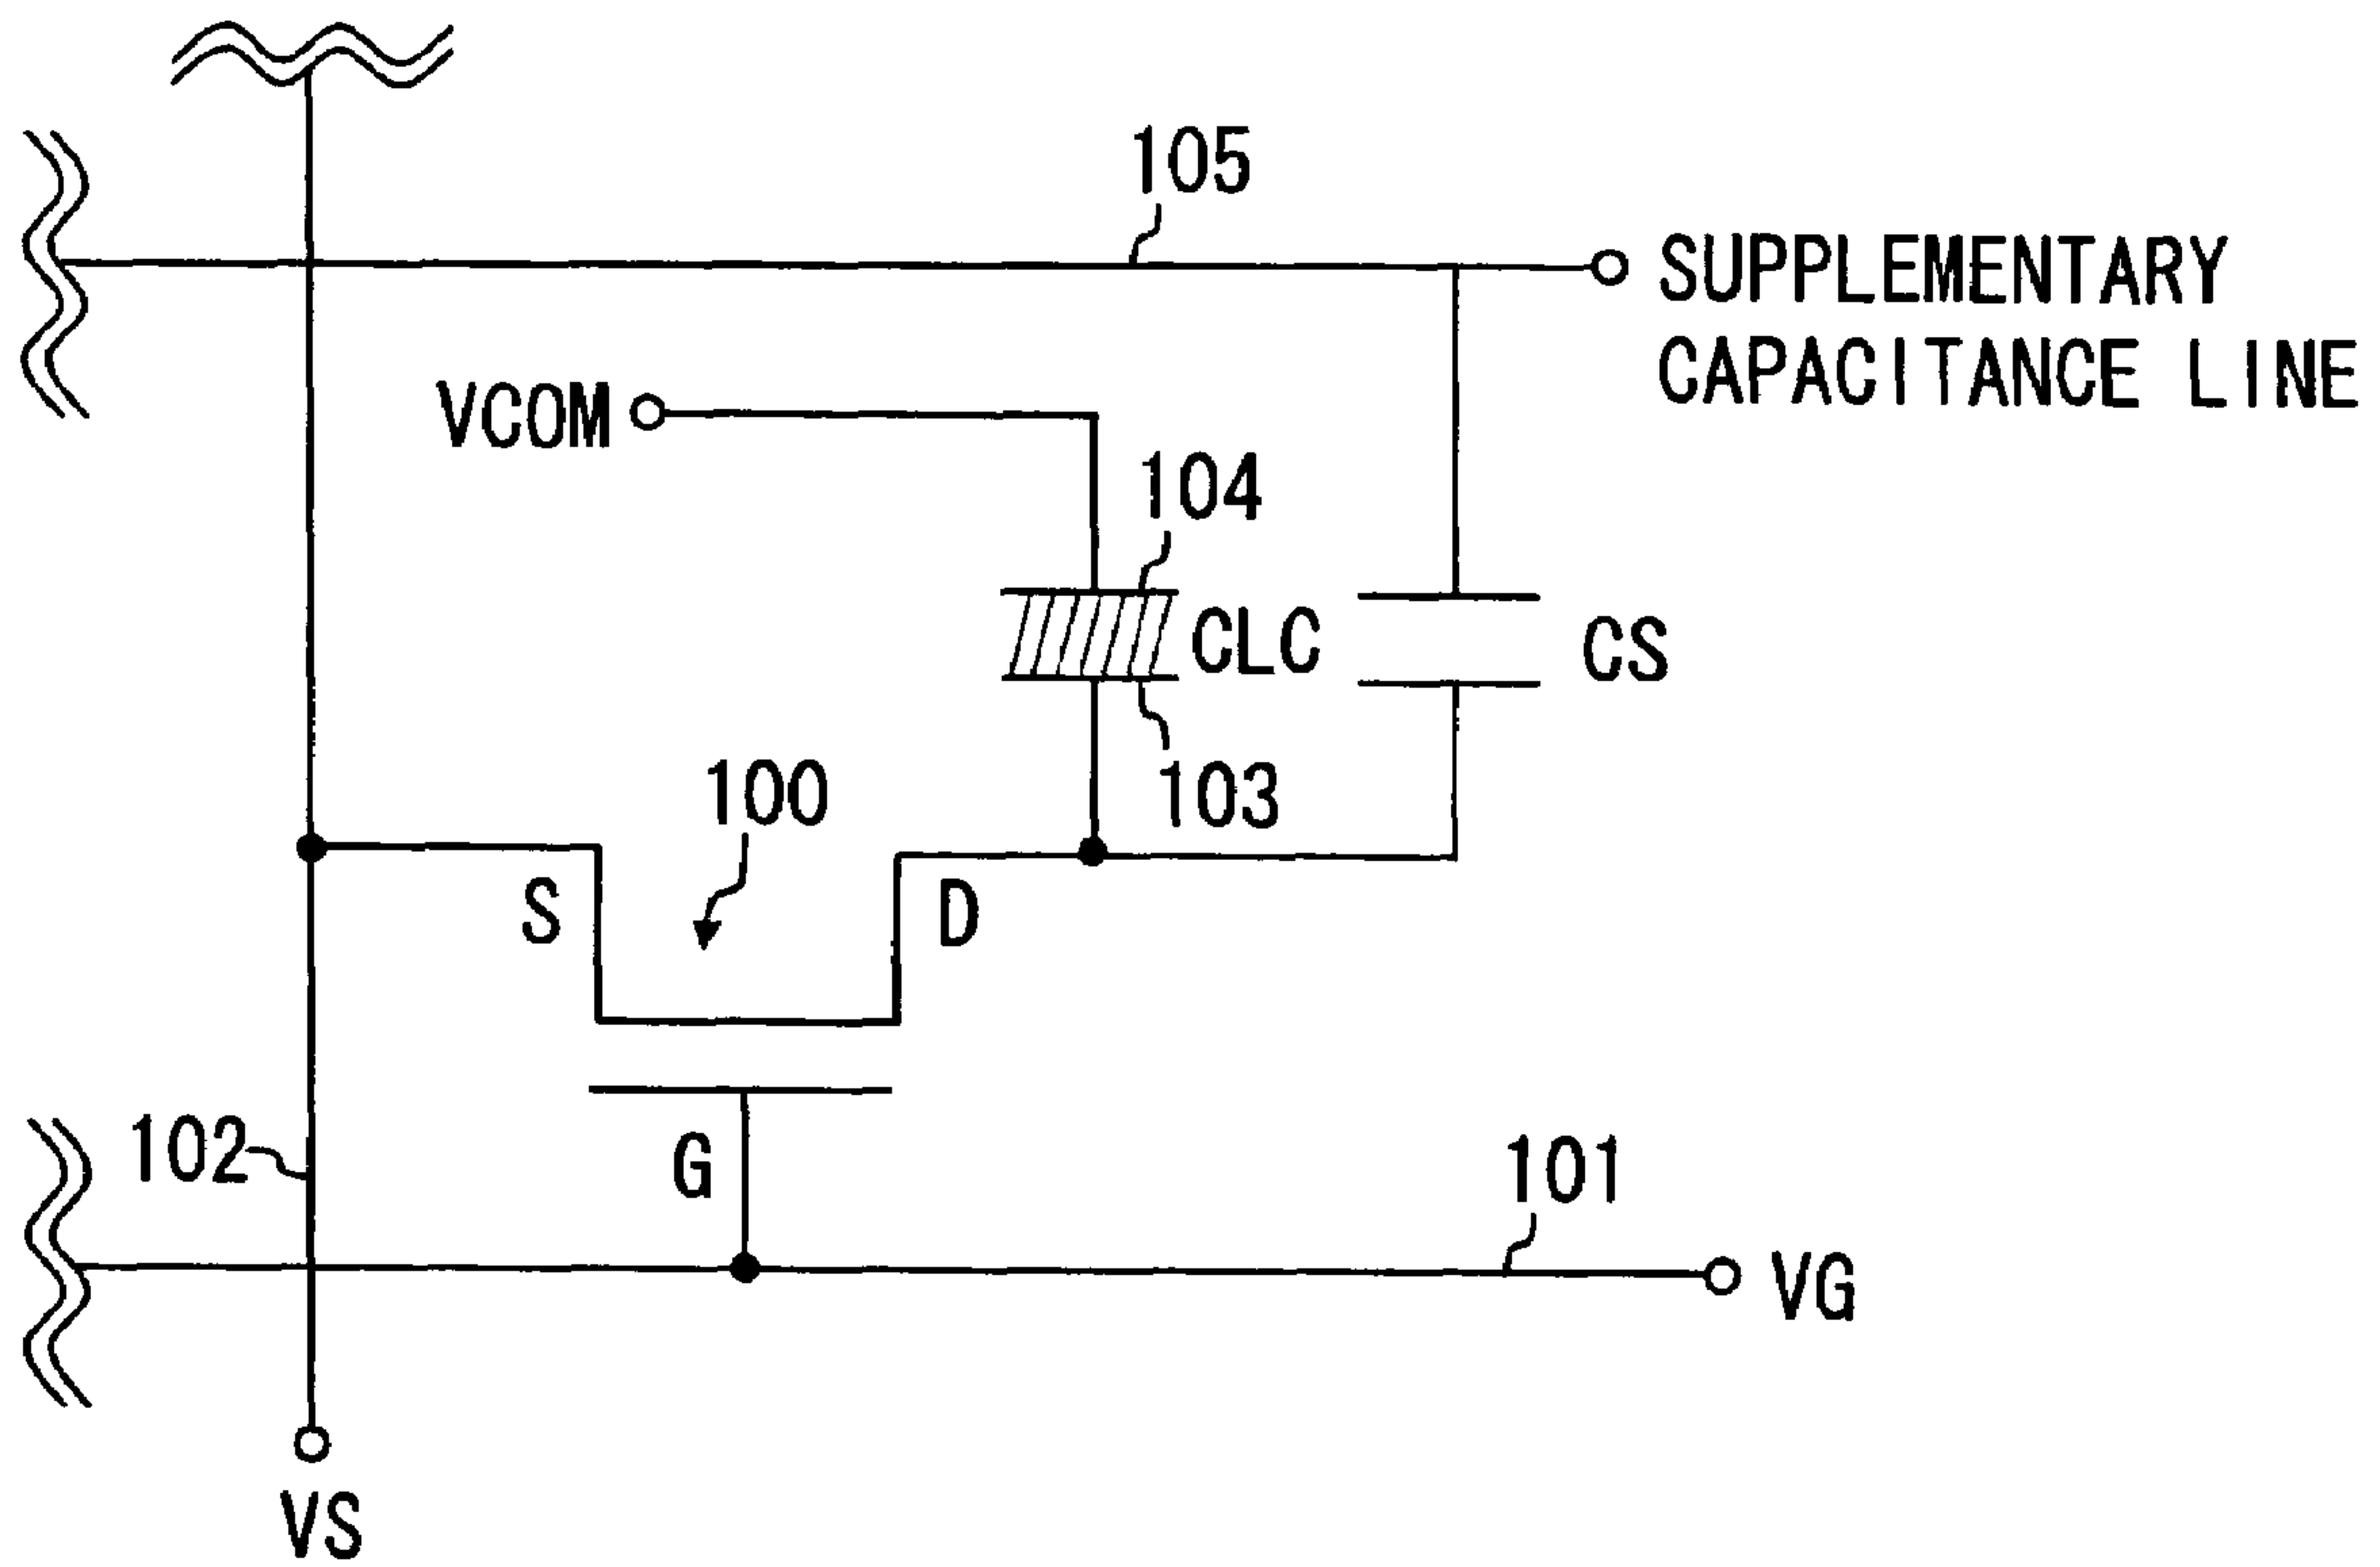 105
SUPPLEMENTARY
CAPACITANCE LINE
VCOM
104
CLC
CS
103
100
S
D
102
G
101
VG
VS